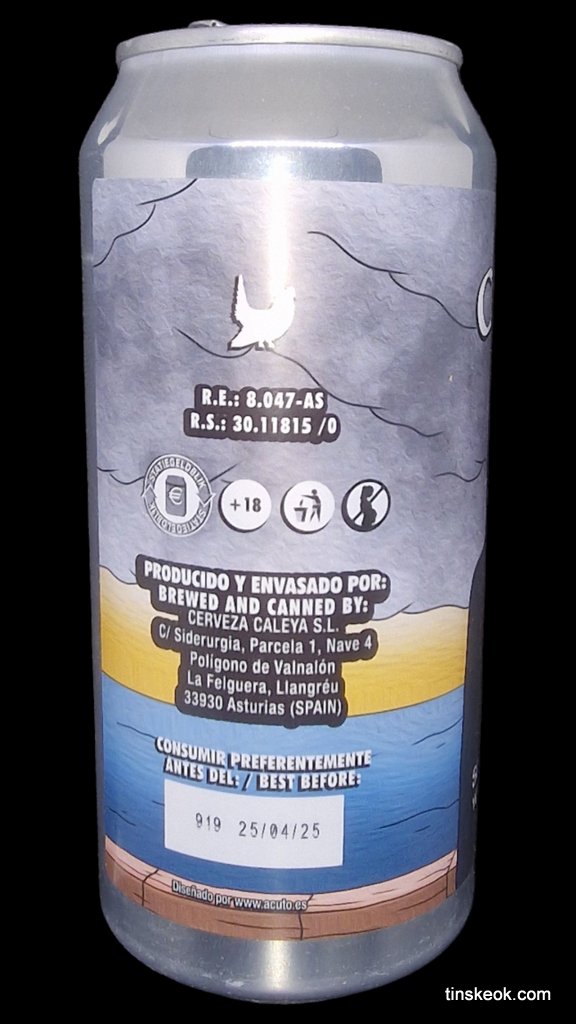 R.E.: 8.047-AS
R.S.: 30.11815 /0
STATIEGELDBLIK
STATIEGELDBLIK
€
+18
PRODUCIDO Y ENVASADO POR:
BREWED AND CANNED BY:
CERVEZA CALEYA S.L.
C/ Siderurgia, Parcela 1, Nave 4
Polígono de Valnalón
La Felguera, Llangréu
33930 Asturias (SPAIN)
CONSUMIR PREFERENTEMENTE
ANTES DEL: / BEST BEFORE:
919 25/04/25
Diseñado por www.acuto.es
tinskeok.com